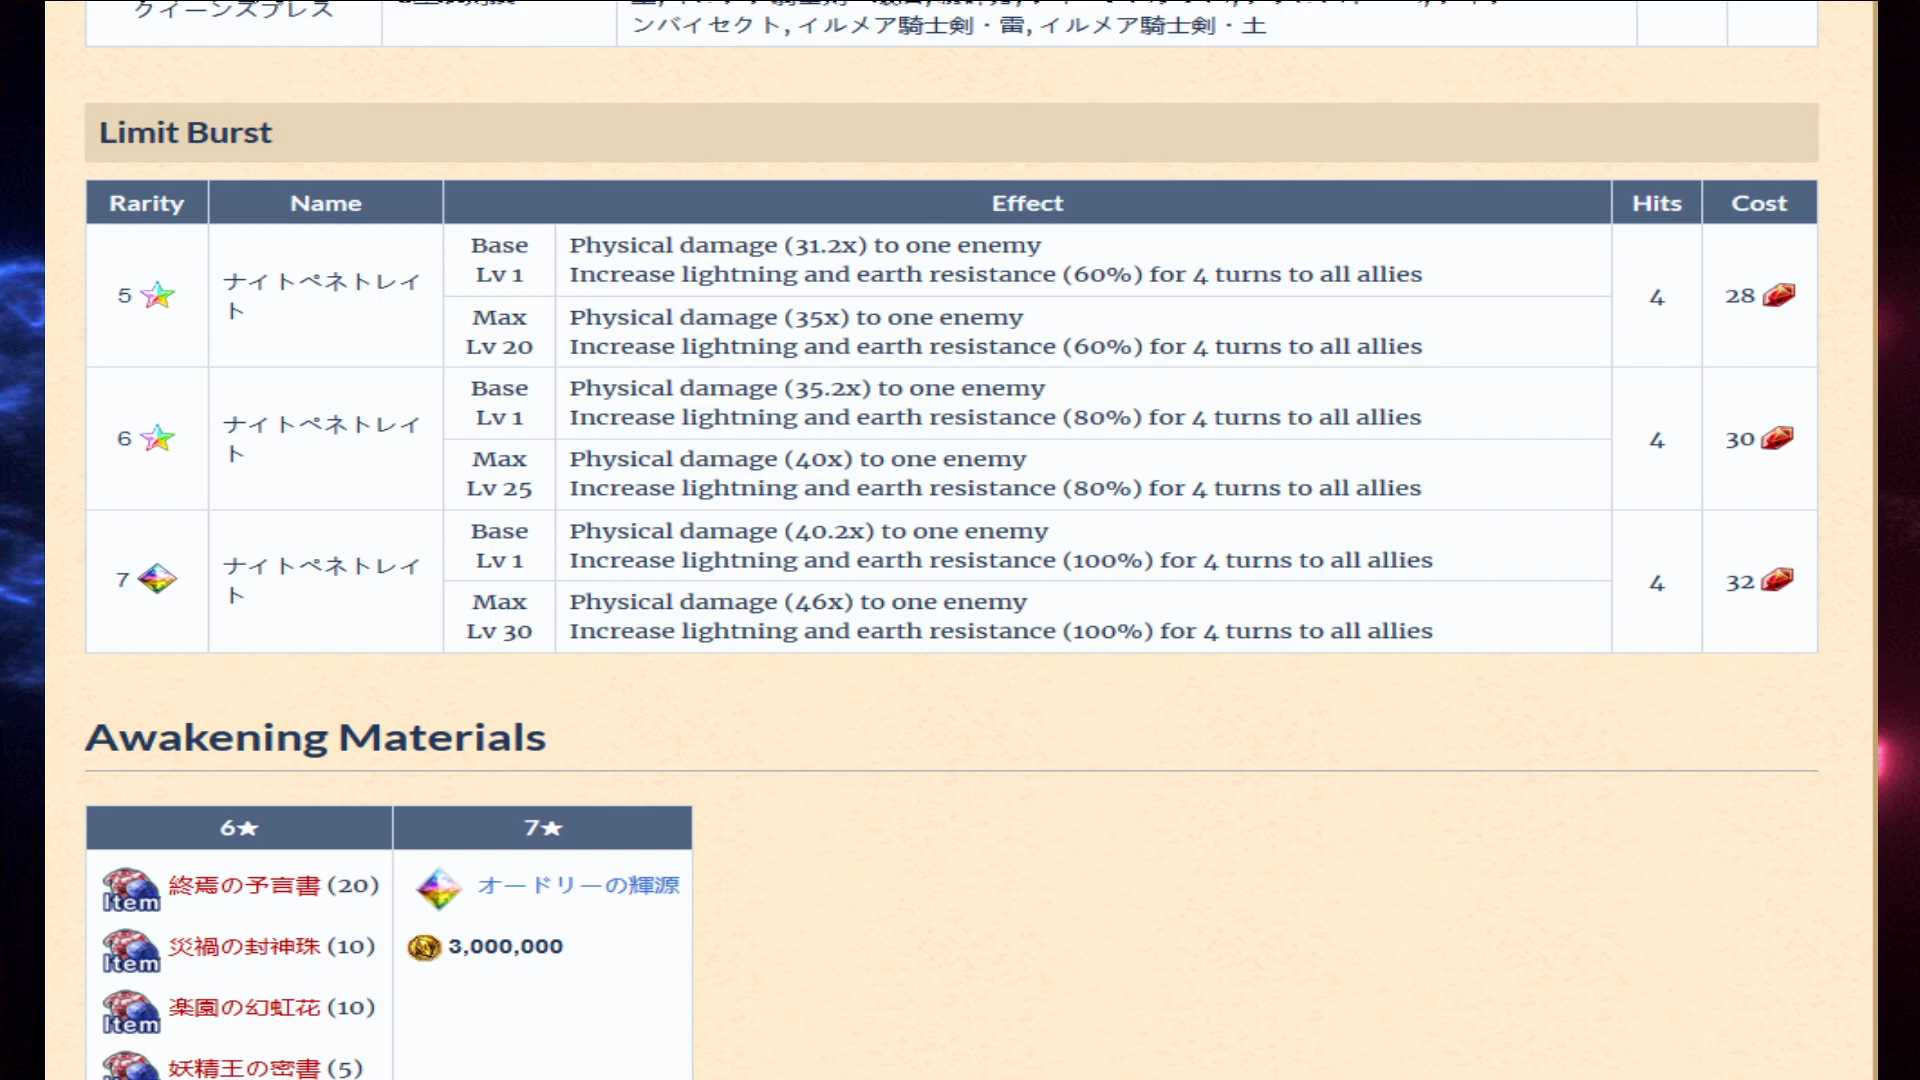 クイーンズブレス
ンバイセクト, イルメア騎士剣・雷, イルメア騎士剣・土
Limit Burst
Rarity Name Effect Hits Cost
5 ナイトペネトレイト Base Lv 1 Physical damage (31.2x) to one enemy
Increase lightning and earth resistance (60%) for 4 turns to all allies
4 28
Max Lv 20 Physical damage (35x) to one enemy
Increase lightning and earth resistance (60%) for 4 turns to all allies
6 ナイトペネトレイト Base Lv 1 Physical damage (35.2x) to one enemy
Increase lightning and earth resistance (80%) for 4 turns to all allies
4 30
Max Lv 25 Physical damage (40x) to one enemy
Increase lightning and earth resistance (80%) for 4 turns to all allies
7 ナイトペネトレイト Base Lv 1 Physical damage (40.2x) to one enemy
Increase lightning and earth resistance (100%) for 4 turns to all allies
4 32
Max Lv 30 Physical damage (46x) to one enemy
Increase lightning and earth resistance (100%) for 4 turns to all allies
Awakening Materials
6★ 7★
Item 終焉の予言書 (20) オードリーの輝源
Item 災禍の封神珠 (10) 3,000,000
Item 楽園の幻虹花 (10)
妖精王の密書 (5)